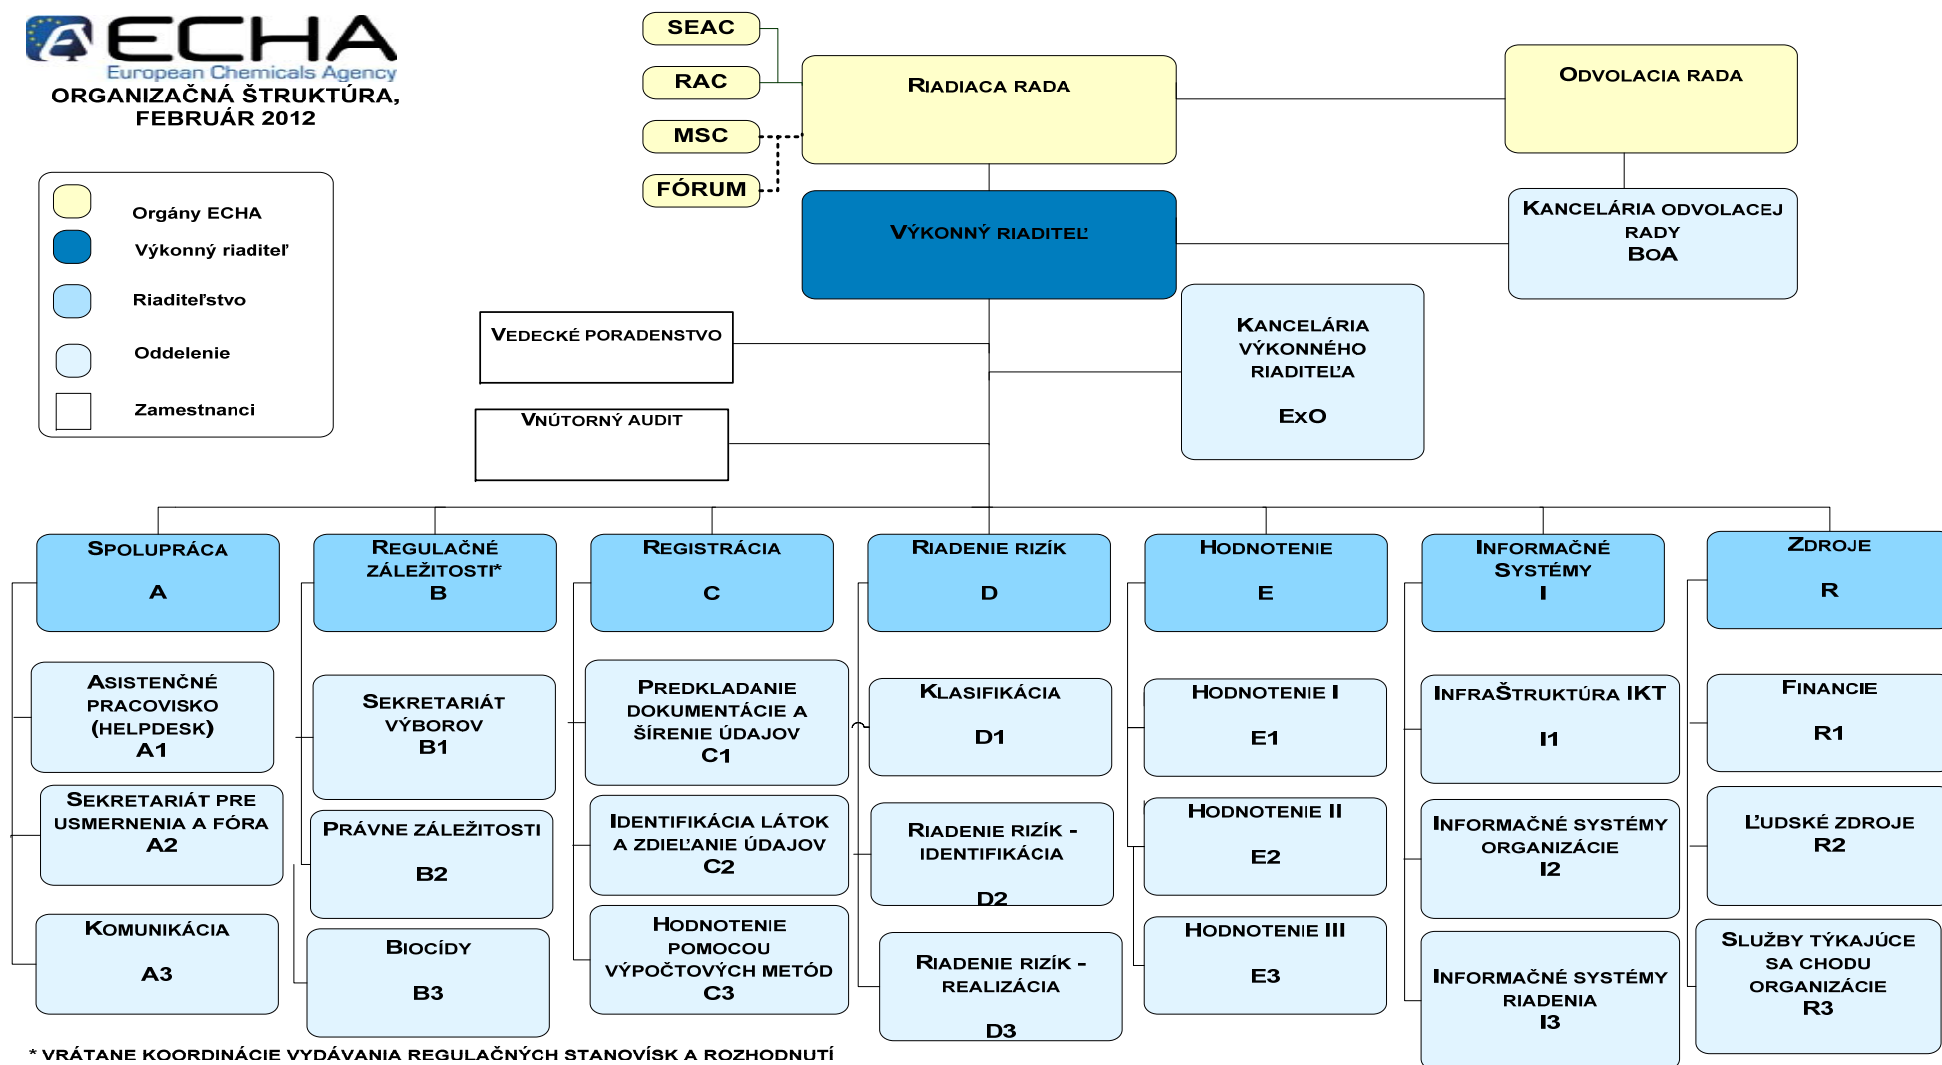 ECHA
European Chemicals Agency
ORGANIZAČNÁ ŠTRUKTÚRA,
FEBRUÁR 2012
Orgány ECHA
Výkonný riaditeľ
Riaditeľstvo
Oddelenie
Zamestnanci
SEAC
RAC
MSC
FÓRUM
RIADIACA RADA
ODVOLACIA RADA
VÝKONNÝ RIADITEĽ
KANCELÁRIA ODVOLACEJ
RADY
BOA
VEDECKÉ PORADENSTVO
VNÚTORNÝ AUDIT
KANCELÁRIA
VÝKONNÉHO
RIADITEĽA
EXO
SPOLUPRÁCA
A
REGULAČNÉ
ZÁLEŽITOSTI*
B
REGISTRÁCIA
C
RIADENIE RIZÍK
D
HODNOTENIE
E
INFORMAČNÉ
SYSTÉMY
I
ZDROJE
R
ASISTENČNÉ
PRACOVISKO
(HELPDESK)
A1
SEKRETARIÁT
VÝBOROV
B1
PREDKLADANIE
DOKUMENTÁCIE A
ŠÍRENIE ÚDAJOV
C1
KLASIFIKÁCIA
D1
HODNOTENIE I
E1
INFRAŠTRUKTÚRA IKT
I1
FINANCIE
R1
SEKRETARIÁT PRE
USMERNENIA A FÓRA
A2
PRÁVNE ZÁLEŽITOSTI
B2
IDENTIFIKÁCIA LÁTOK
A ZDIEĽANIE ÚDAJOV
C2
RIADENIE RIZÍK -
IDENTIFIKÁCIA
D2
HODNOTENIE II
E2
INFORMAČNÉ SYSTÉMY
ORGANIZÁCIE
I2
ĽUDSKÉ ZDROJE
R2
KOMUNIKÁCIA
A3
BIOCÍDY
B3
HODNOTENIE
POMOCOU
VÝPOČTOVÝCH METÓD
C3
RIADENIE RIZÍK -
REALIZÁCIA
D3
HODNOTENIE III
E3
INFORMAČNÉ SYSTÉMY
RIADENIA
I3
SLUŽBY TÝKAJÚCE
SA CHODU
ORGANIZÁCIE
R3
* VRÁTANE KOORDINÁCIE VYDÁVANIA REGULAČNÝCH STANOVÍSK A ROZHODNUTÍ